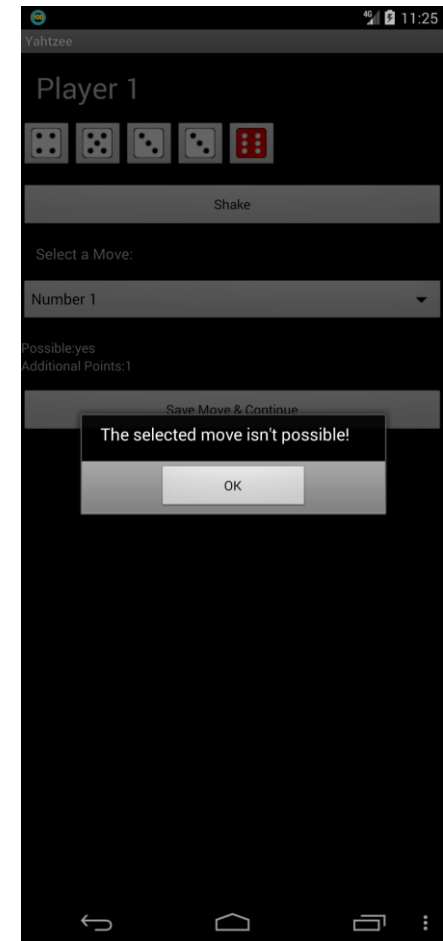 4G 11:25
Yahtzee
Player 1
Shake
Select a Move:
Number 1
Possible:yes
Additional Points:1
Save Move & Continue
The selected move isn't possible!
OK